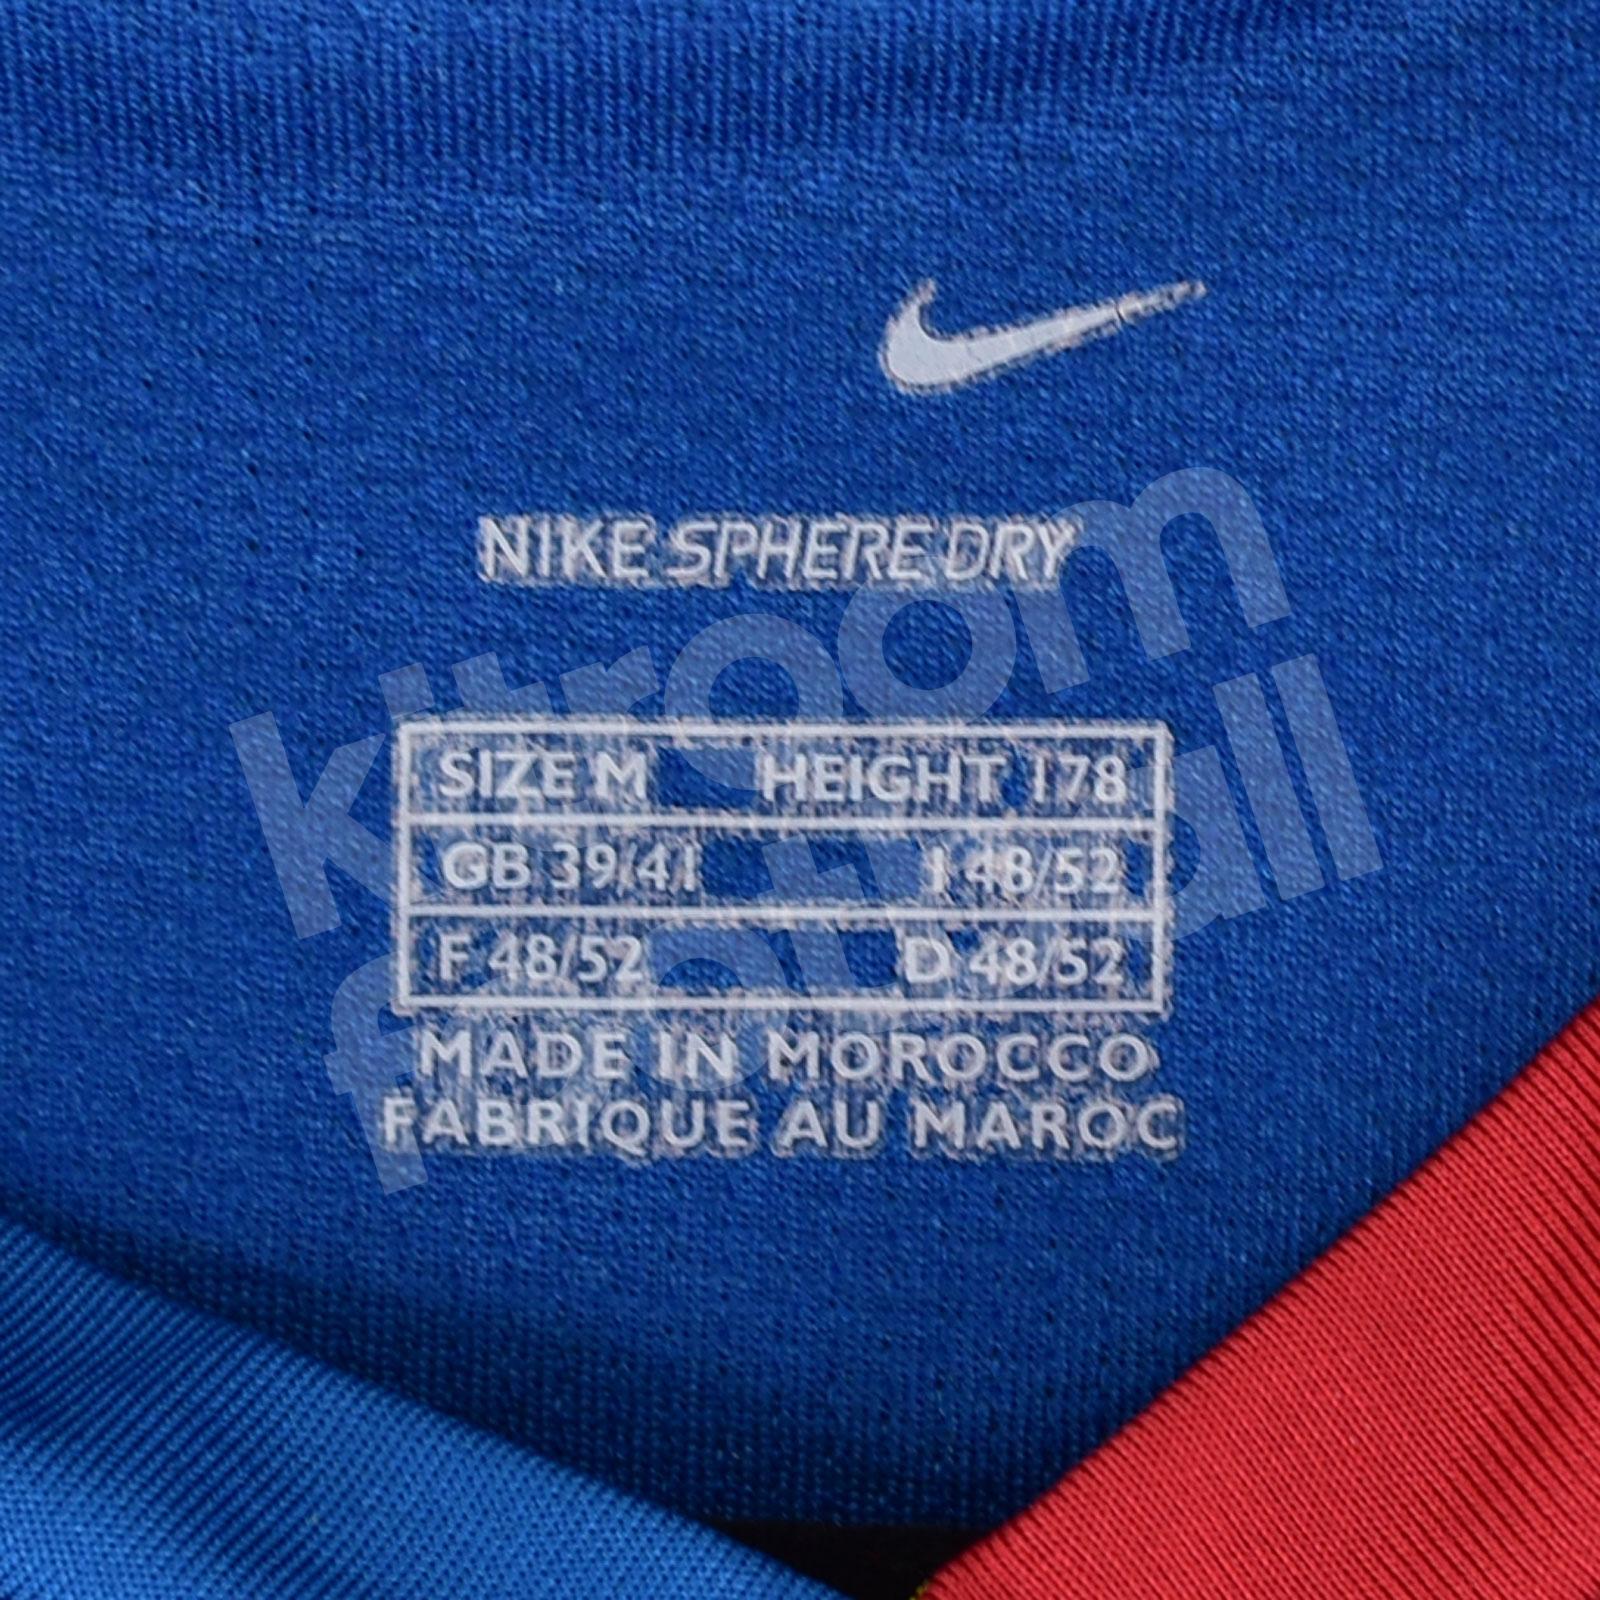 NIKE SPHERE DRY
SIZE M HEIGHT 178
GB 39/41 I 48/52
F 48/52 D 48/52
MADE IN MOROCCO
FABRIQUE AU MAROC
kitroom
football